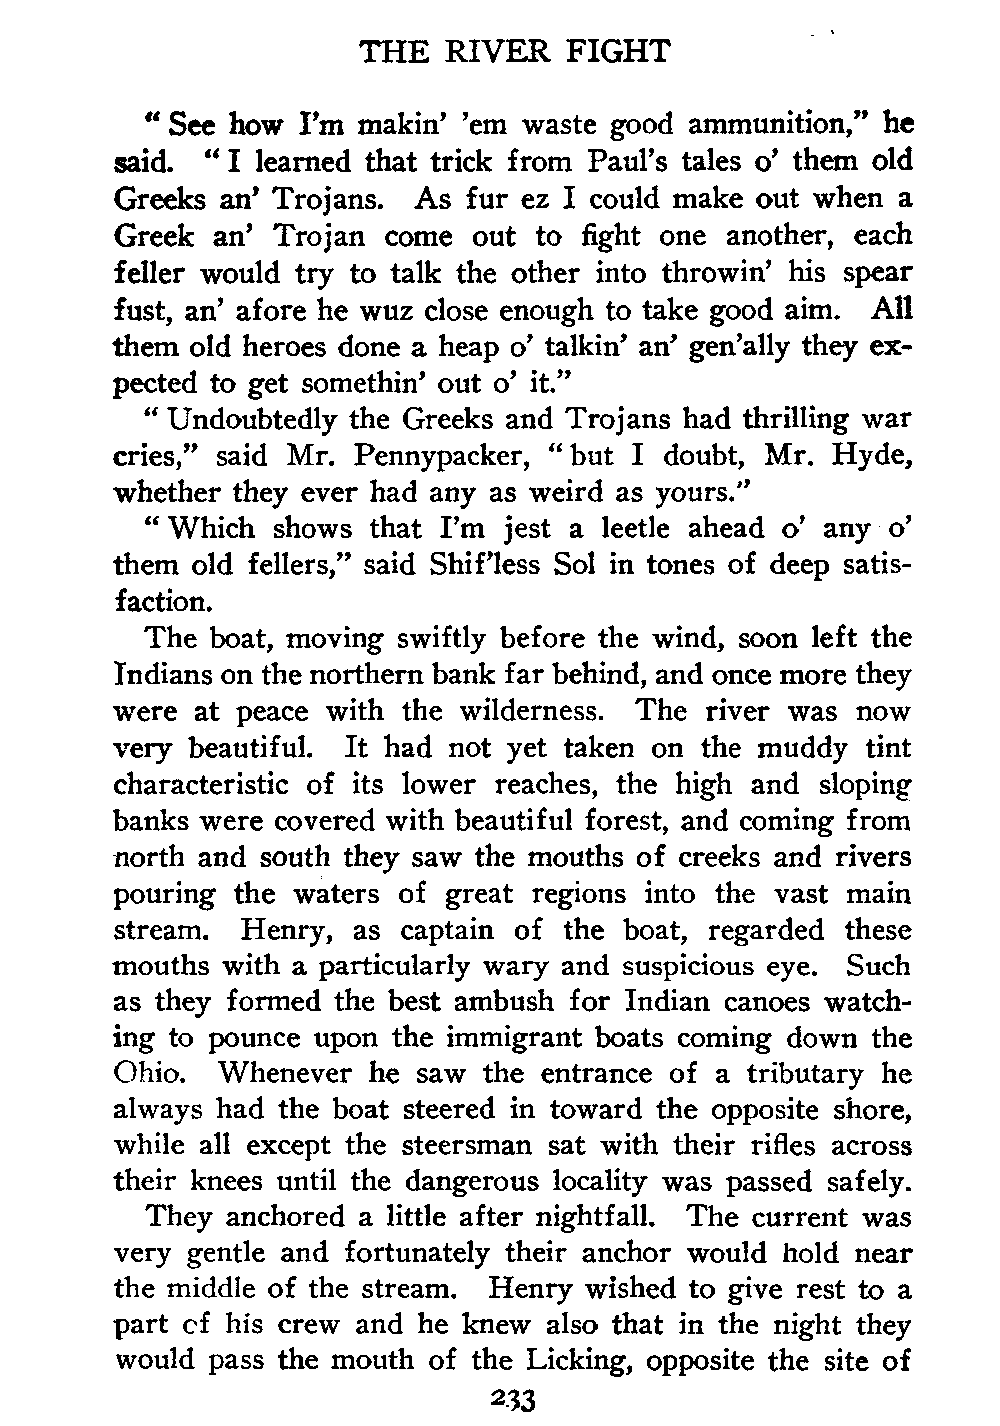 THE RIVER FIGHT
“ See how I’m makin’ ’em waste good ammunition,” he
said. “ I learned that trick from Paul’s tales o’ them old
Greeks an’ Trojans. As fur ez I could make out when a
Greek an’ Trojan come out to fight one another, each
feller would try to talk the other into throwin’ his spear
fust, an’ afore he wuz close enough to take good aim. All
them old heroes done a heap o’ talkin’ an’ gen’ally they ex-
pected to get somethin’ out o’ it.”
“ Undoubtedly the Greeks and Trojans had thrilling war
cries,” said Mr. Pennypacker, “ but I doubt, Mr. Hyde,
whether they ever had any as weird as yours.”
“ Which shows that I’m jest a leetle ahead o’ any o’
them old fellers,” said Shif’less Sol in tones of deep satis-
faction.
The boat, moving swiftly before the wind, soon left the
Indians on the northern bank far behind, and once more they
were at peace with the wilderness. The river was now
very beautiful. It had not yet taken on the muddy tint
characteristic of its lower reaches, the high and sloping
banks were covered with beautiful forest, and coming from
north and south they saw the mouths of creeks and rivers
pouring the waters of great regions into the vast main
stream. Henry, as captain of the boat, regarded these
mouths with a particularly wary and suspicious eye. Such
as they formed the best ambush for Indian canoes watch-
ing to pounce upon the immigrant boats coming down the
Ohio. Whenever he saw the entrance of a tributary he
always had the boat steered in toward the opposite shore,
while all except the steersman sat with their rifles across
their knees until the dangerous locality was passed safely.
They anchored a little after nightfall. The current was
very gentle and fortunately their anchor would hold near
the middle of the stream. Henry wished to give rest to a
part of his crew and he knew also that in the night they
would pass the mouth of the Licking, opposite the site of
233